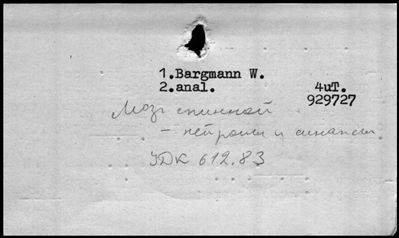 1.Bargmann W.
2.anal. 4uT.
929727
Мозг спинной
- нейроны и синапсы
УДК 612.83